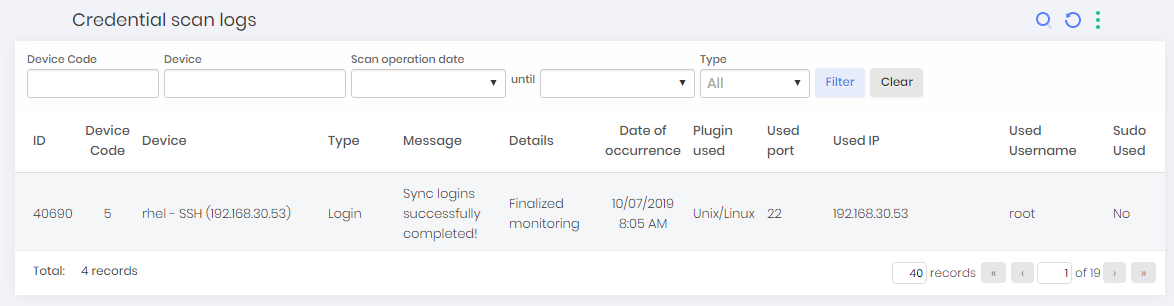 Credential scan logs
Device Code Device Scan operation date Type
until All Filter Clear
ID Device Code Device Type Message Details Date of occurrence Plugin used Used port Used IP Used Username Sudo Used
40690 5 rhel - SSH (192.168.30.53) Login Sync logins successfully completed! Finalized monitoring 10/07/2019 8:05 AM Unix/Linux 22 192.168.30.53 root No
Total: 4 records 40 records « ‹ 1 of 19 › »